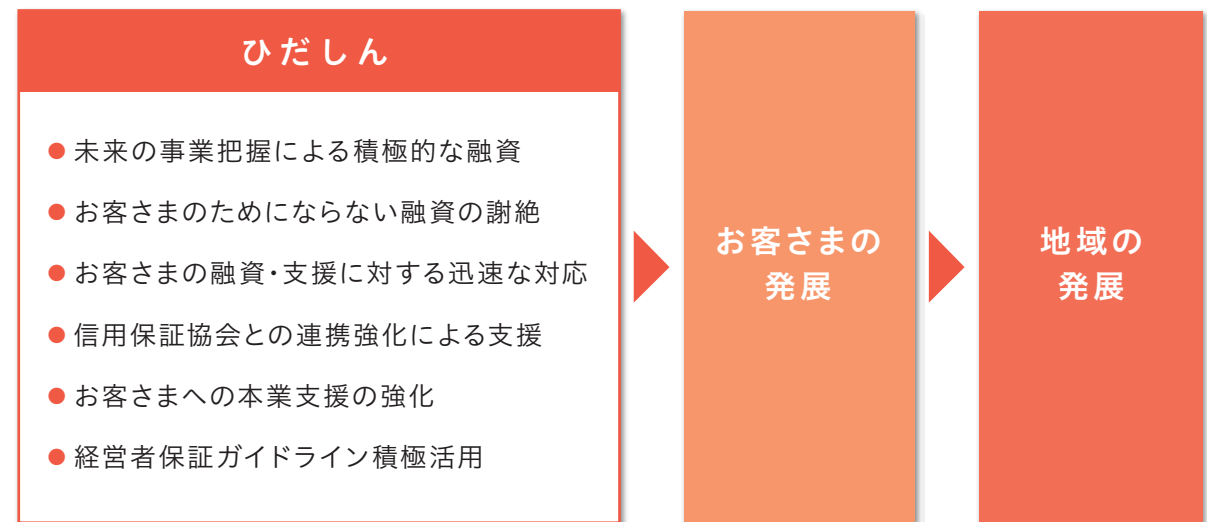 ひだしん
●未来の事業把握による積極的な融資
●お客さまのためにならない融資の謝絶
●お客さまの融資・支援に対する迅速な対応
●信用保証協会との連携強化による支援
●お客さまへの本業支援の強化
●経営者保証ガイドライン積極活用
お客さまの
発展
地域の
発展